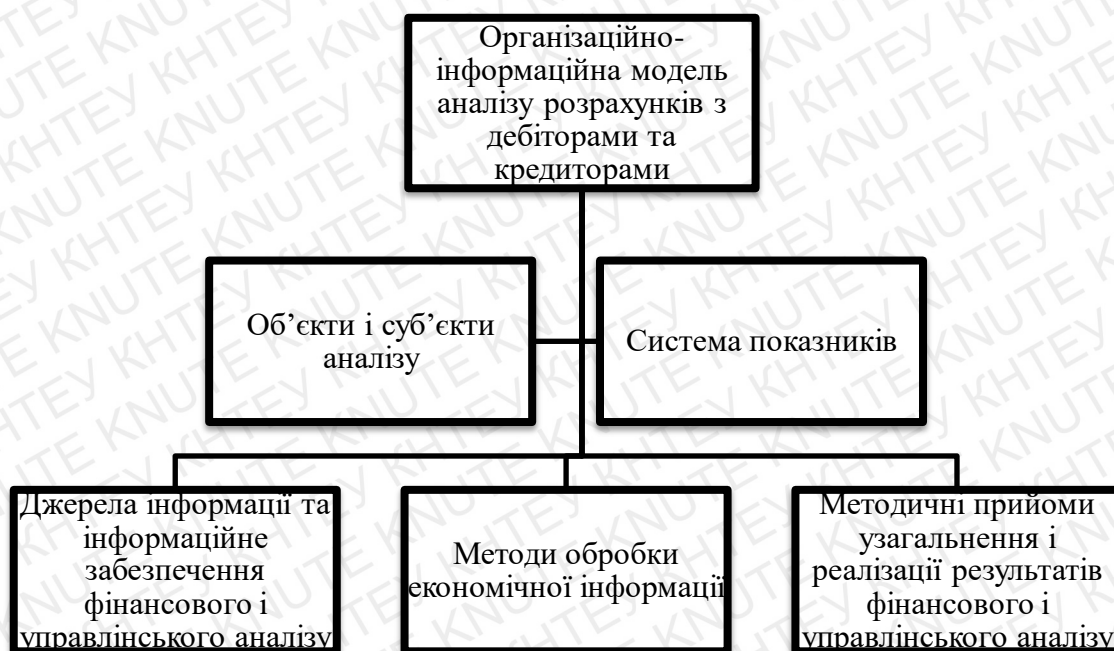 Організаційно-
інформаційна модель
аналізу розрахунків з
дебіторами та
кредиторами
Об’єкти і суб’єкти
аналізу
Система показників
Джерела інформації та
інформаційне
забезпечення
фінансового і
управлінського аналізу
Методи обробки
економічної інформації
Методичні прийоми
узагальнення і
реалізації результатів
фінансового і
управлінського аналізу